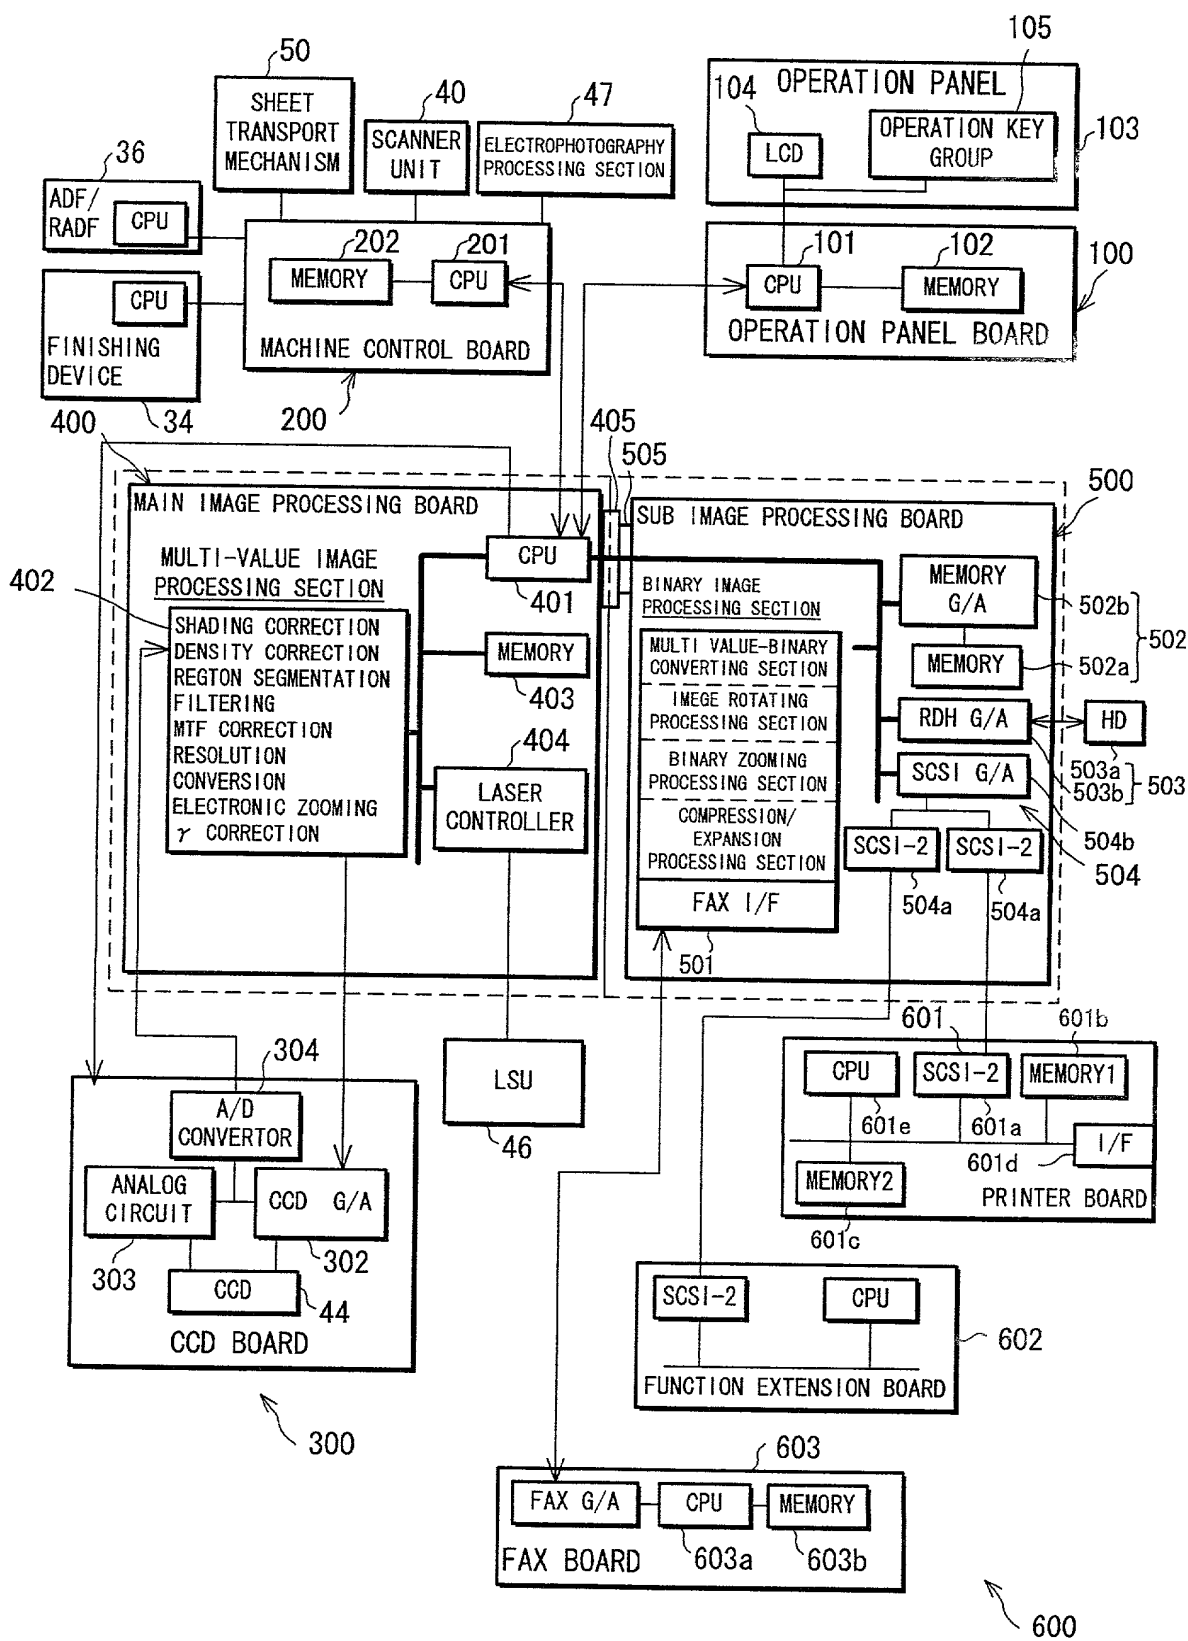 50
SHEET
TRANSPORT
MECHANISM
40
SCANNER
UNIT
47
ELECTROPHOTOGRAPHY
PROCESSING SECTION
OPERATION PANEL
105
104
LCD
OPERATION KEY
GROUP
103
36
ADF/
RADF
CPU
202
MEMORY
201
CPU
MACHINE CONTROL BOARD
200
CPU
FINISHING
DEVICE
34
101
CPU
102
MEMORY
OPERATION PANEL BOARD
100
400
405
505
500
MAIN IMAGE PROCESSING BOARD
MULTI-VALUE IMAGE
PROCESSING SECTION
402
SHADING CORRECTION
DENSITY CORRECTION
REGTON SEGMENTATION
FILTERING
MTF CORRECTION
RESOLUTION
CONVERSION
ELECTRONIC ZOOMING
γ CORRECTION
CPU
401
MEMORY
403
404
LASER
CONTROLLER
SUB IMAGE PROCESSING BOARD
BINARY IMAGE
PROCESSING SECTION
MULTI VALUE-BINARY
CONVERTING SECTION
IMEGE ROTATING
PROCESSING SECTION
BINARY ZOOMING
PROCESSING SECTION
COMPRESSION/
EXPANSION
PROCESSING SECTION
FAX I/F
501
MEMORY
G/A
502b
MEMORY
502a
502
RDH G/A
HD
503a
503b
503
SCSI G/A
504b
504
SCSI-2
SCSI-2
504a
504a
304
A/D
CONVERTOR
ANALOG
CIRCUIT
303
CCD G/A
302
CCD
44
CCD BOARD
300
LSU
46
601
601b
CPU
601e
SCSI-2
601a
MEMORY1
601d
I/F
MEMORY2
601c
PRINTER BOARD
SCSI-2
CPU
602
FUNCTION EXTENSION BOARD
603
FAX G/A
CPU
MEMORY
603a
603b
FAX BOARD
600